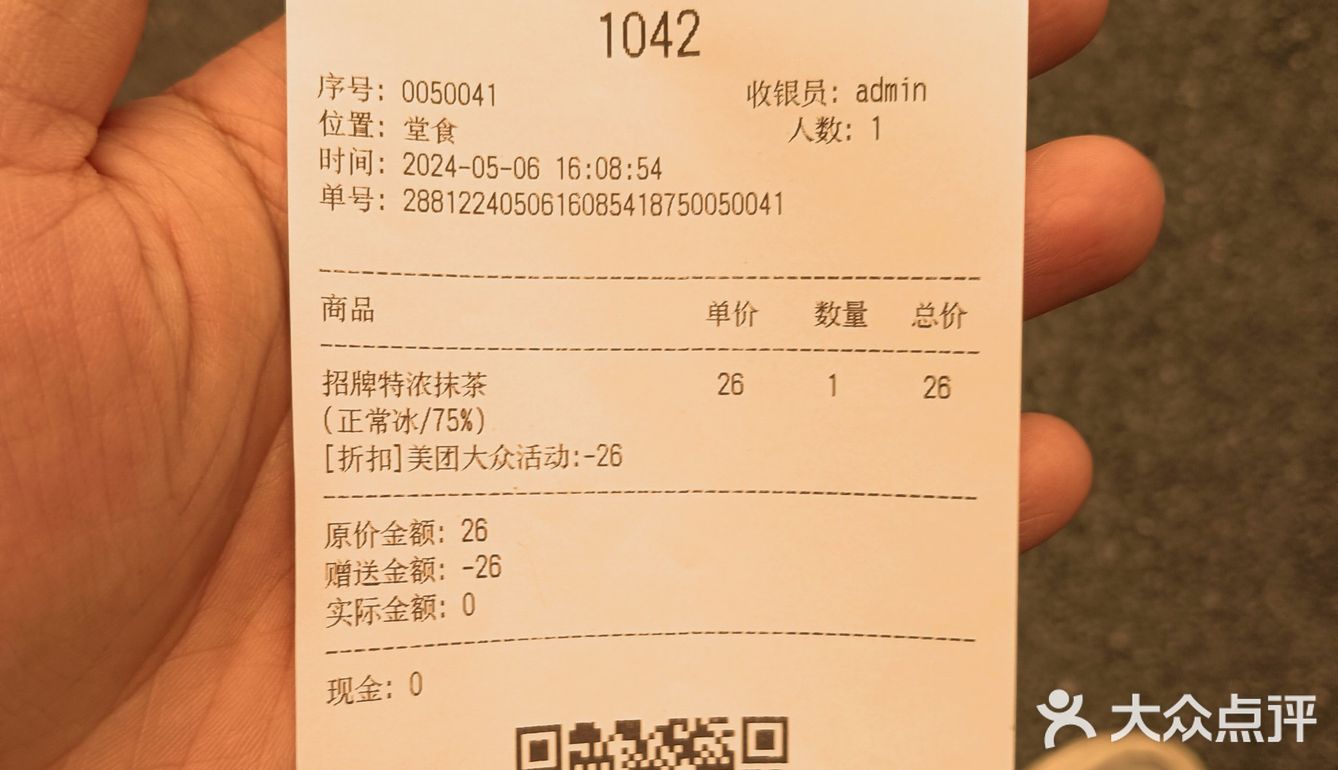 1042
序号: 0050041 收银员: admin
位置: 堂食 人数: 1
时间: 2024-05-06 16:08:54
单号: 2881224050616085418750050041
商品 单价 数量 总价
招牌特浓抹茶 26 1 26
(正常冰/75%)
[折扣]美团大众活动:-26
原价金额: 26
赠送金额: -26
实际金额: 0
现金: 0
大众点评